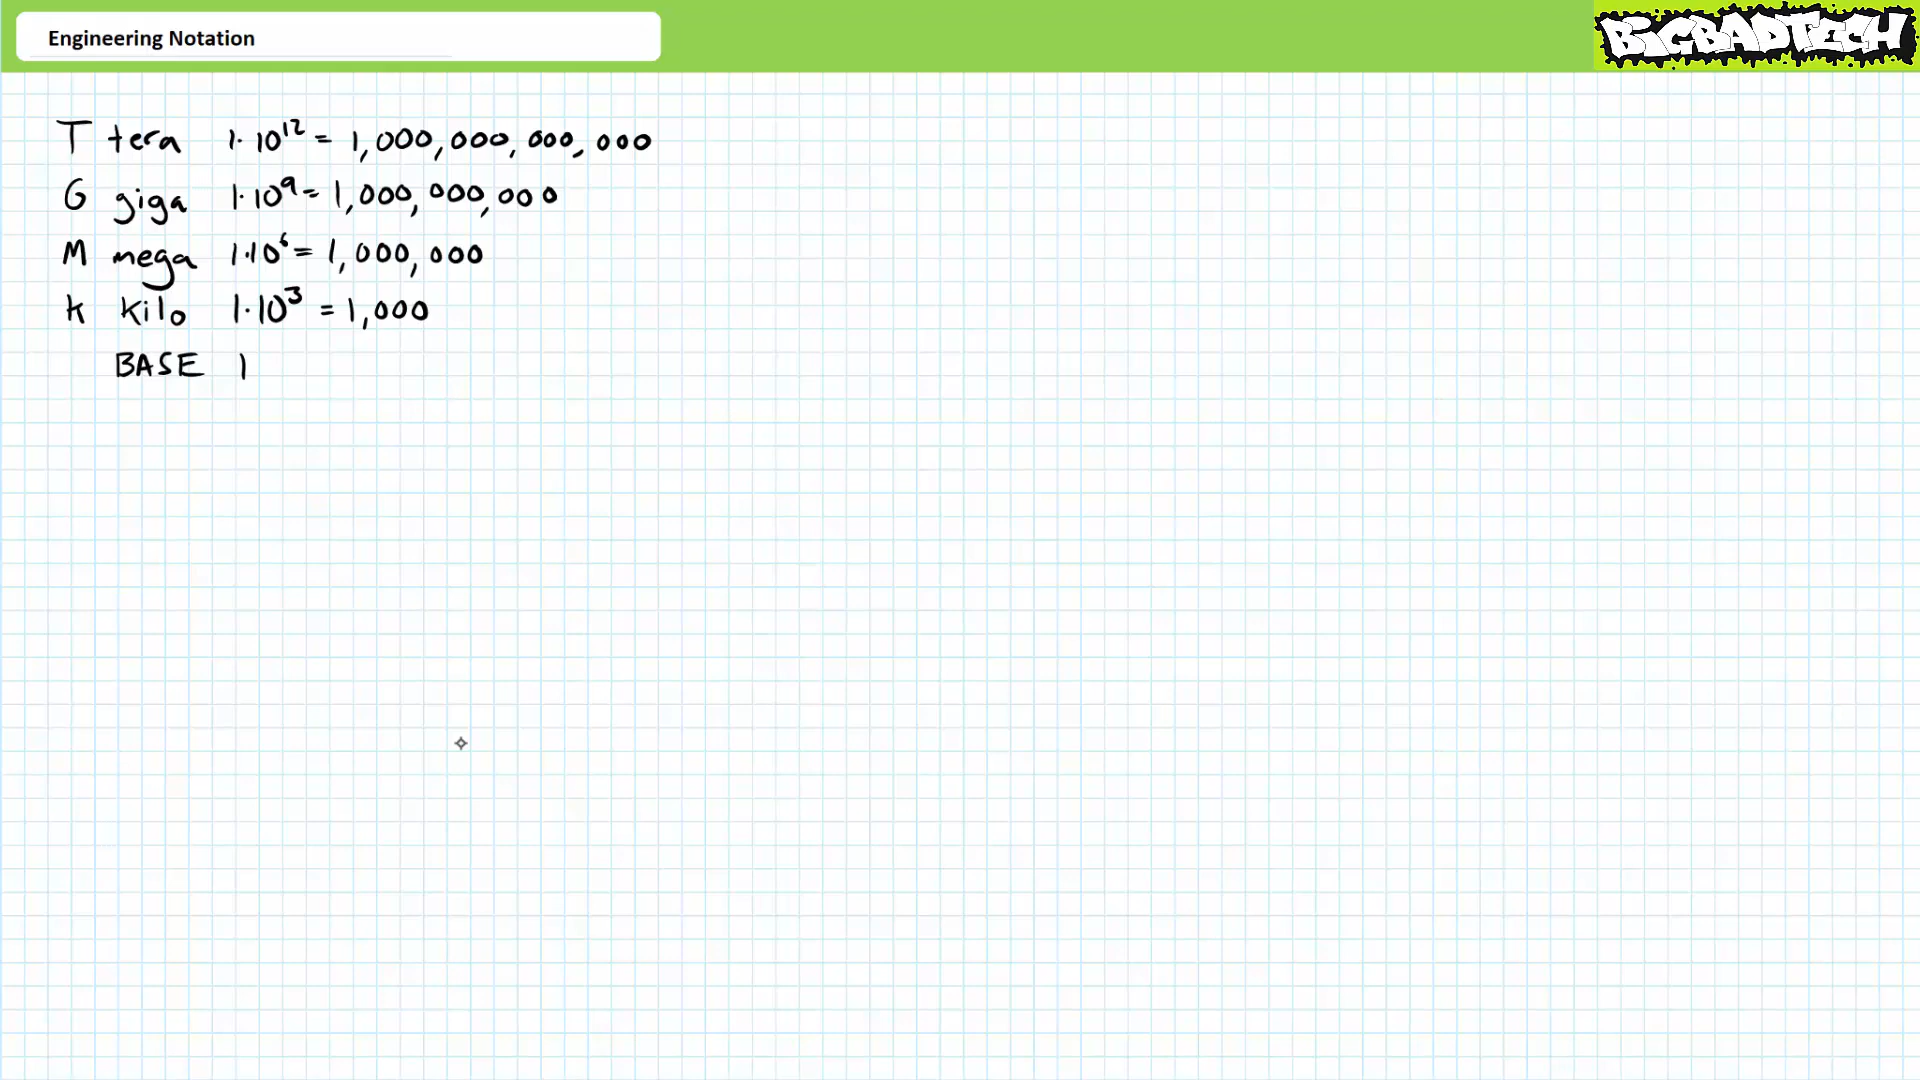 Engineering Notation
BIGBADTECH
T tera 1·10¹² = 1,000,000,000,000
G giga 1·10⁹ = 1,000,000,000
M mega 1·10⁶ = 1,000,000
k kilo 1·10³ = 1,000
BASE 1